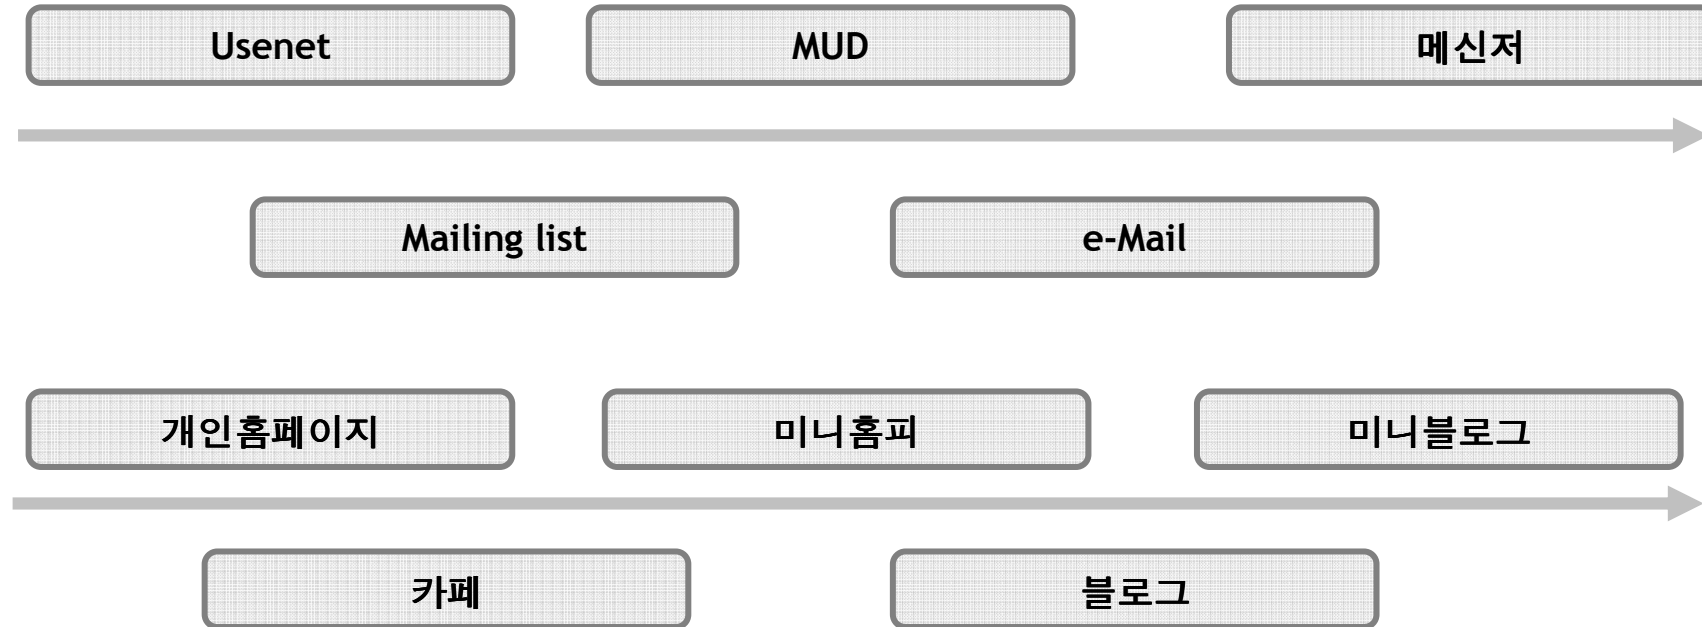 Usenet
MUD
메신저
Mailing list
e-Mail
개인홈페이지
미니홈피
미니블로그
카페
블로그